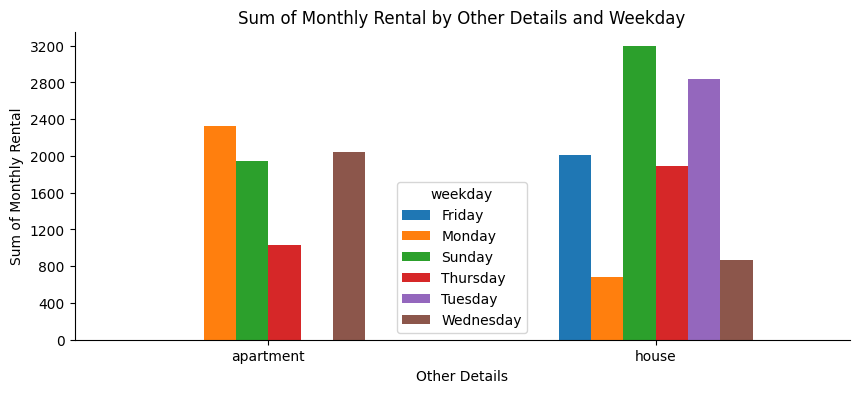 Sum of Monthly Rental by Other Details and Weekday
Sum of Monthly Rental
3200
2800
2400
2000
1600
1200
800
400
0
weekday
Friday
Monday
Sunday
Thursday
Tuesday
Wednesday
apartment
house
Other Details